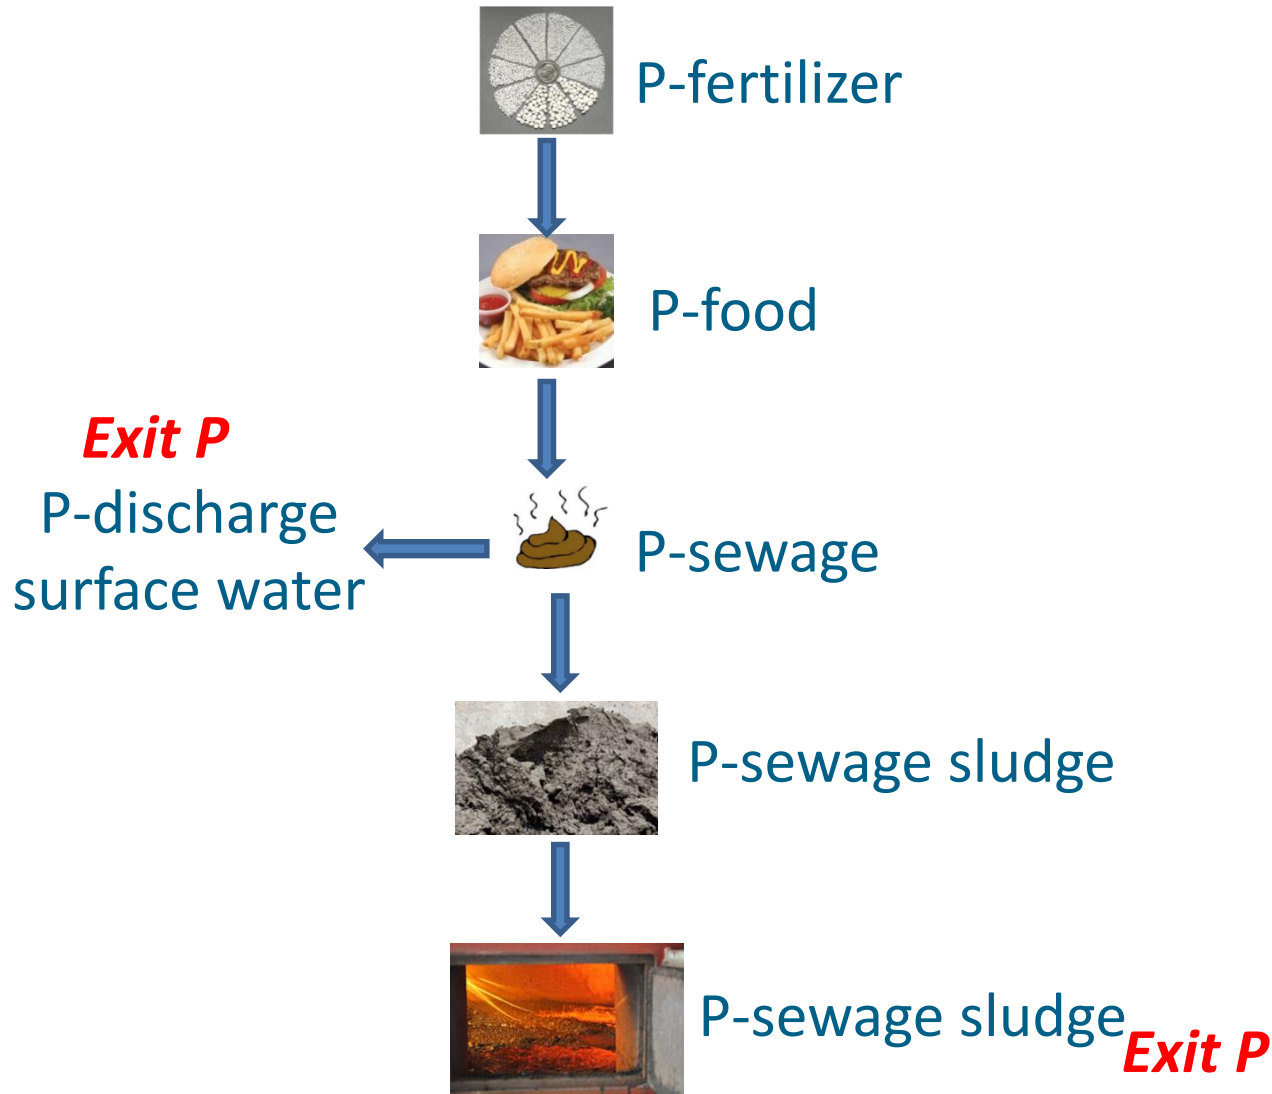 P-fertilizer
P-food
Exit P
P-discharge
surface water
P-sewage
P-sewage sludge
P-sewage sludge
Exit P